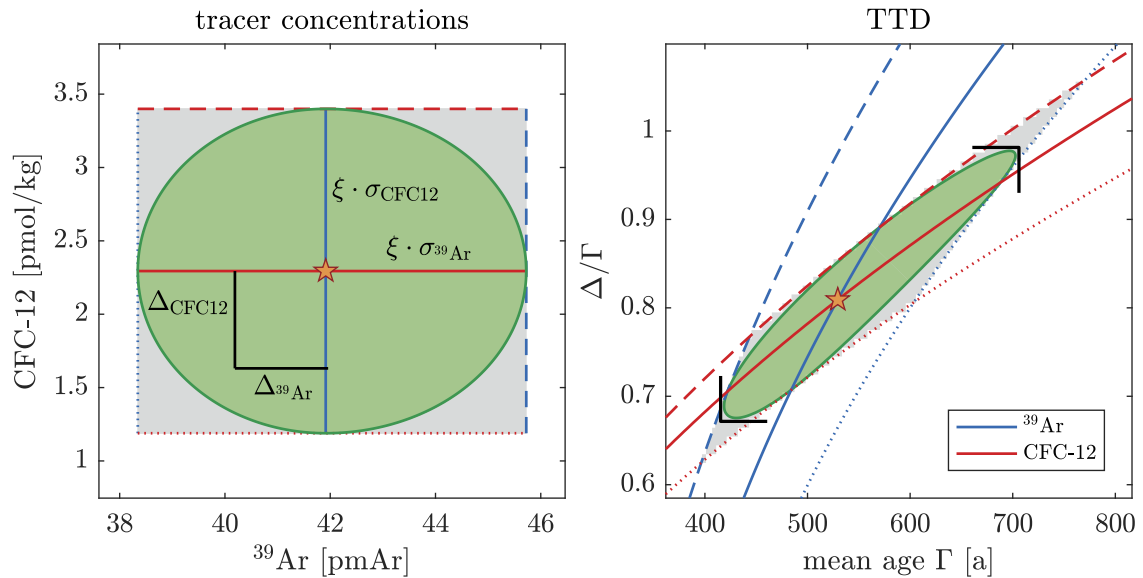 tracer concentrations
CFC-12 [pmol/kg]
3.5
3
2.5
2
1.5
1
ξ · σCFC12
ξ · σ39Ar
ΔCFC12
Δ39Ar
38
40
42
44
46
³⁹Ar [pmAr]
TTD
Δ/Γ
1
0.9
0.8
0.7
0.6
³⁹Ar
CFC-12
400
500
600
700
800
mean age Γ [a]